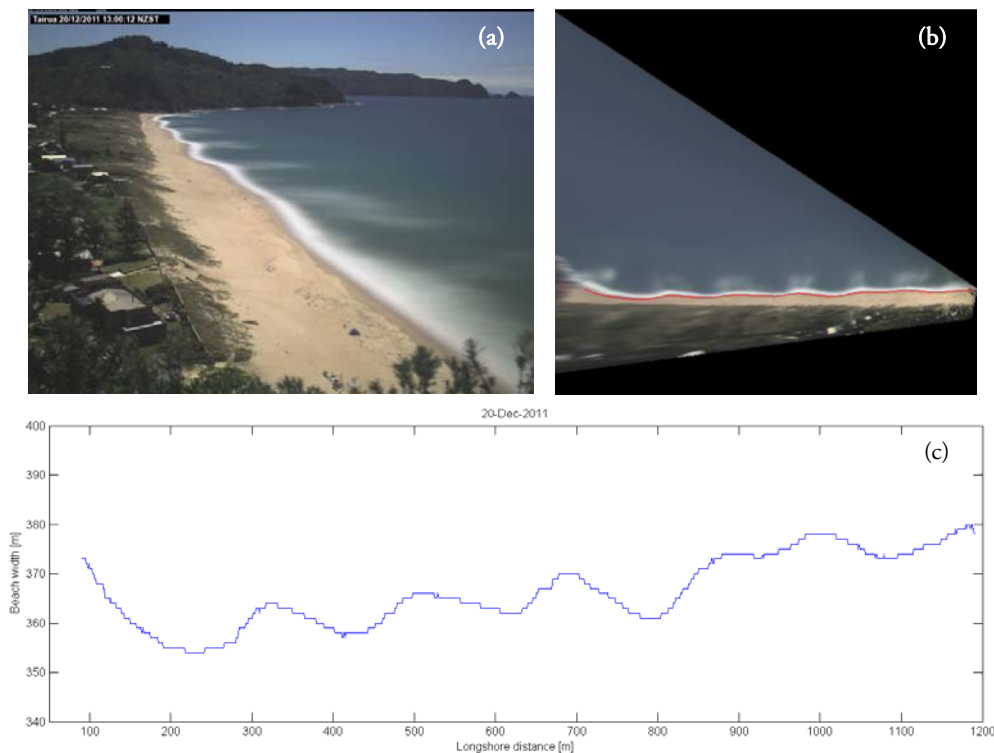 Tairua 20/12/2011 13:00:12 NZST
(a)
(b)
20-Dec-2011
(c)
Beach width [m]
400
390
380
370
360
350
340
100 200 300 400 500 600 700 800 900 1000 1100 1200
Longshore distance [m]